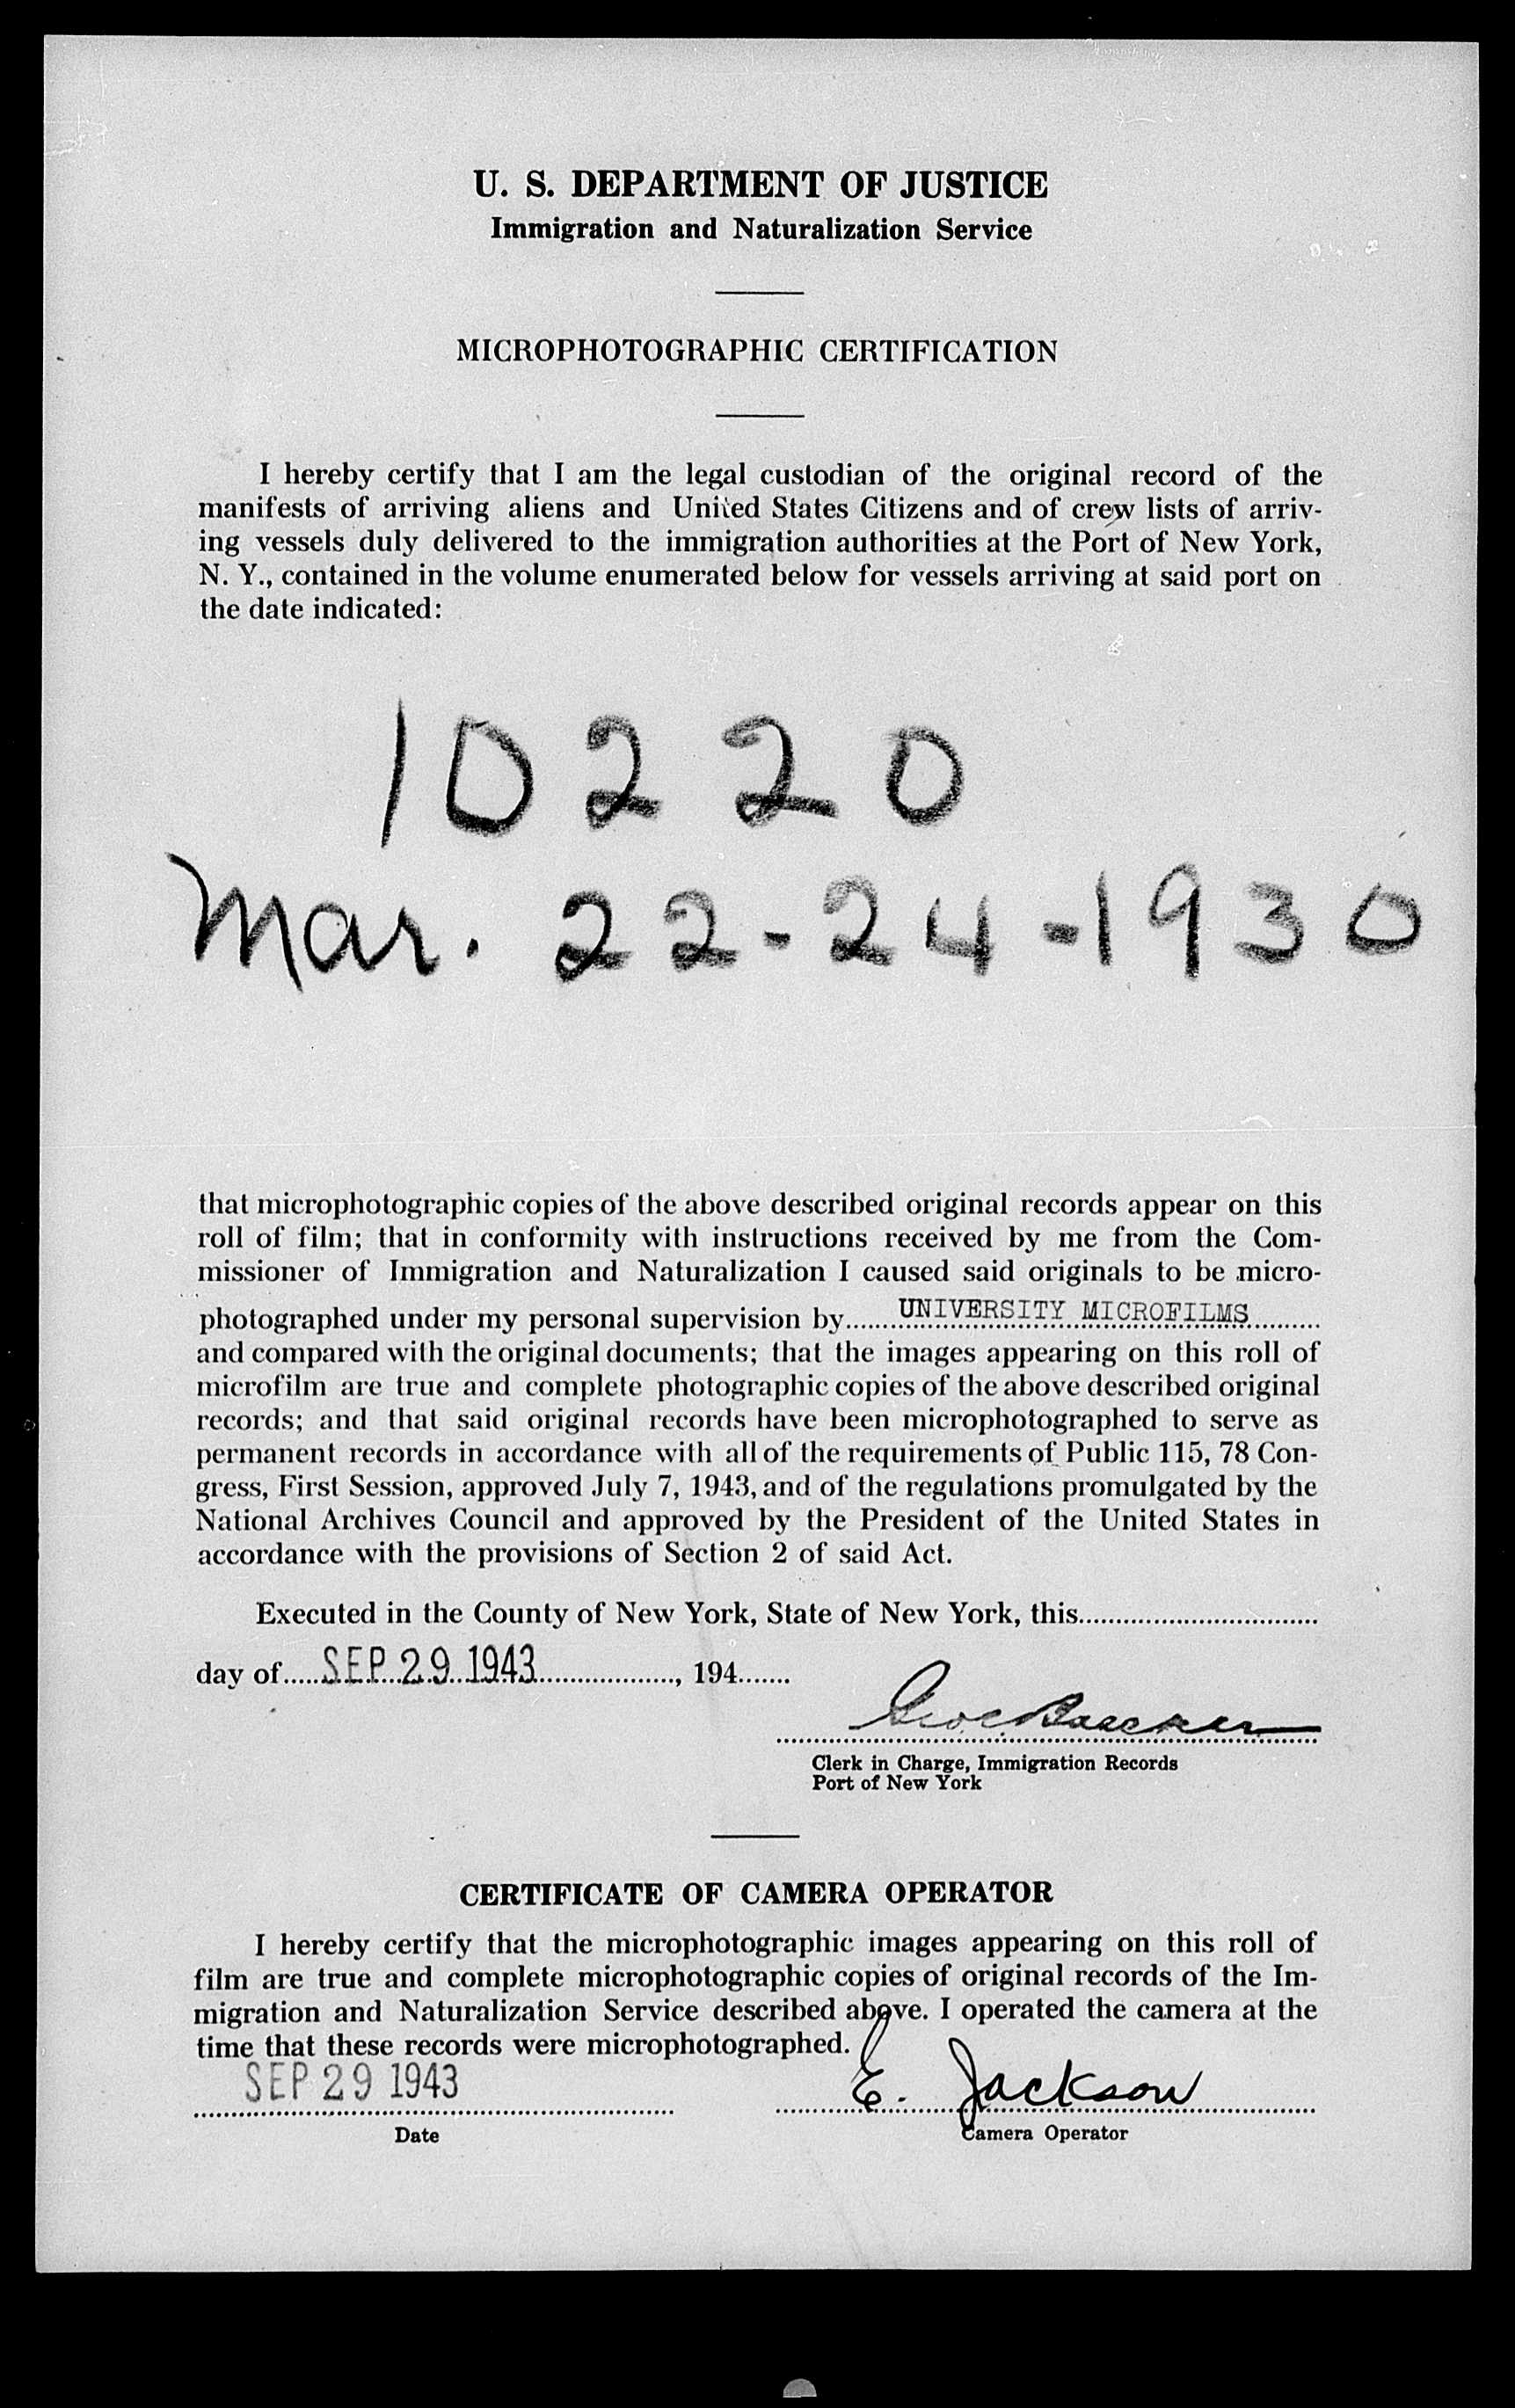 U. S. DEPARTMENT OF JUSTICE
Immigration and Naturalization Service
MICROPHOTOGRAPHIC CERTIFICATION
I hereby certify that I am the legal custodian of the original record of the
manifests of arriving aliens and United States Citizens and of crew lists of arriv-
ing vessels duly delivered to the immigration authorities at the Port of New York,
N. Y., contained in the volume enumerated below for vessels arriving at said port on
the date indicated:
10220
Mar. 22-24-1930
that microphotographic copies of the above described original records appear on this
roll of film; that in conformity with instructions received by me from the Com-
missioner of Immigration and Naturalization I caused said originals to be micro-
photographed under my personal supervision by UNIVERSITY MICROFILMS
and compared with the original documents; that the images appearing on this roll of
microfilm are true and complete photographic copies of the above described original
records; and that said original records have been microphotographed to serve as
permanent records in accordance with all of the requirements of Public 115, 78 Con-
gress, First Session, approved July 7, 1943, and of the regulations promulgated by the
National Archives Council and approved by the President of the United States in
accordance with the provisions of Section 2 of said Act.
Executed in the County of New York, State of New York, this
day of SEP 29 1943, 194
Clerk in Charge, Immigration Records
Port of New York
CERTIFICATE OF CAMERA OPERATOR
I hereby certify that the microphotographic images appearing on this roll of
film are true and complete microphotographic copies of original records of the Im-
migration and Naturalization Service described above. I operated the camera at the
time that these records were microphotographed.
SEP 29 1943 E. Jackson
Date Camera Operator